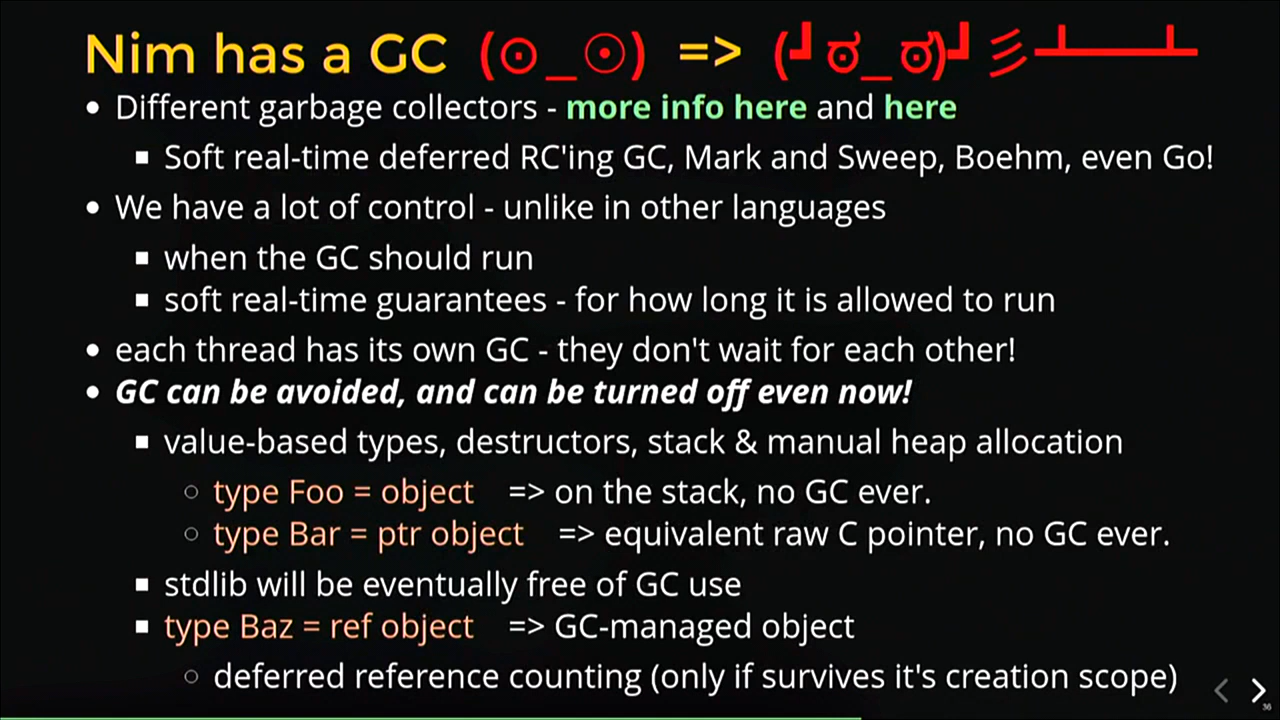 Nim has a GC (⊙_☉) => (┛ಠ_ಠ)┛彡┻━┻
• Different garbage collectors - more info here and here
▪ Soft real-time deferred RC'ing GC, Mark and Sweep, Boehm, even Go!
• We have a lot of control - unlike in other languages
▪ when the GC should run
▪ soft real-time guarantees - for how long it is allowed to run
• each thread has its own GC - they don't wait for each other!
• GC can be avoided, and can be turned off even now!
▪ value-based types, destructors, stack & manual heap allocation
○ type Foo = object => on the stack, no GC ever.
○ type Bar = ptr object => equivalent raw C pointer, no GC ever.
▪ stdlib will be eventually free of GC use
▪ type Baz = ref object => GC-managed object
○ deferred reference counting (only if survives it's creation scope)
36